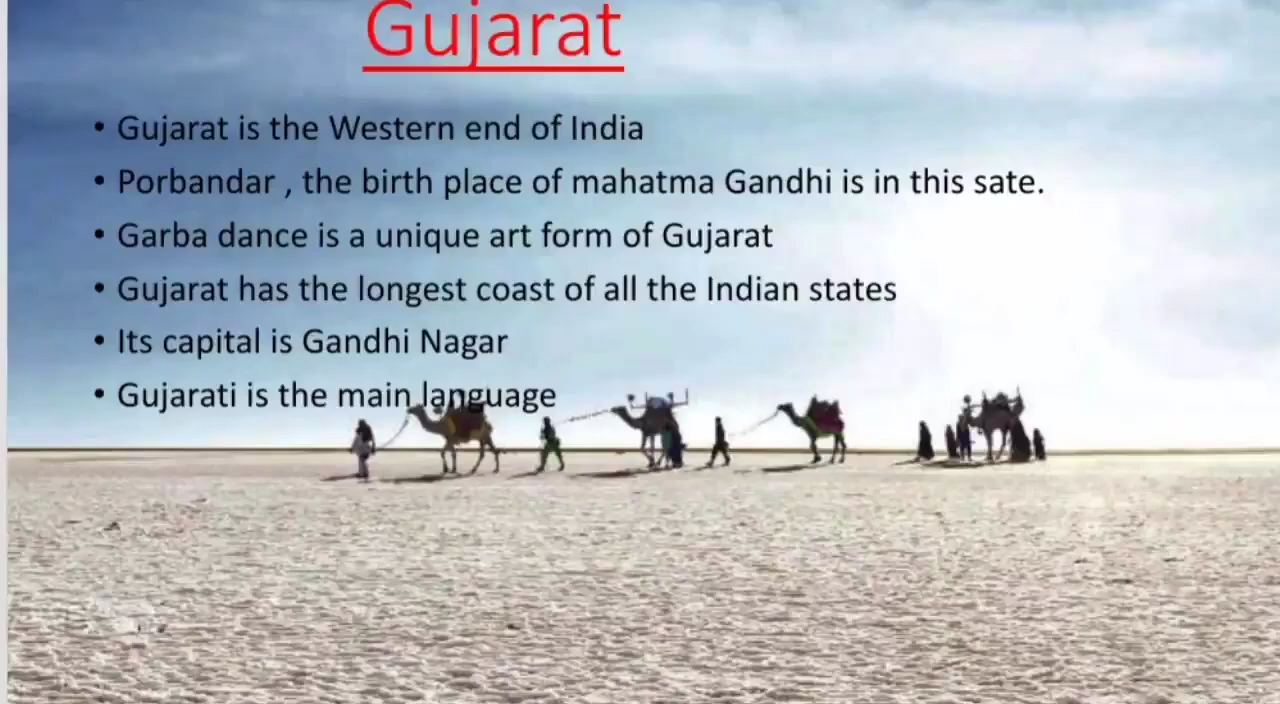 Gujarat
• Gujarat is the Western end of India
• Porbandar , the birth place of mahatma Gandhi is in this sate.
• Garba dance is a unique art form of Gujarat
• Gujarat has the longest coast of all the Indian states
• Its capital is Gandhi Nagar
• Gujarati is the main language